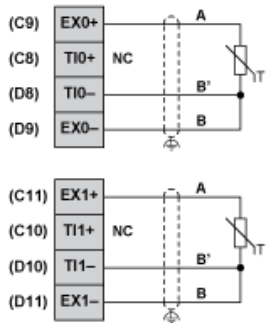 (C9) EX0+ A
(C8) TI0+ NC
(D8) TI0– B'
(D9) EX0– B
T
(C11) EX1+ A
(C10) TI1+ NC
(D10) TI1– B'
(D11) EX1– B
T